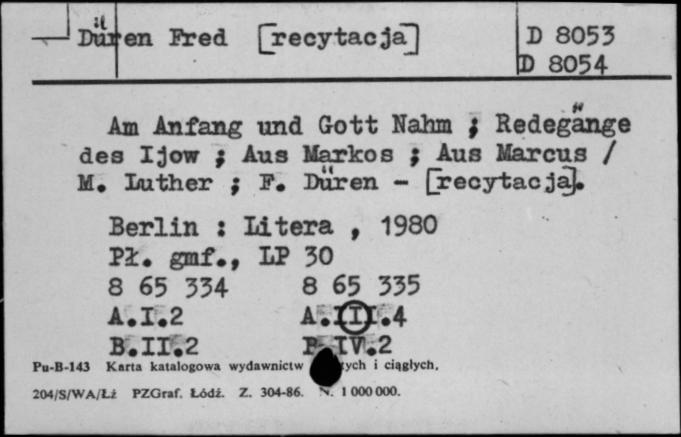 Düren Fred [recytacja] D 8053
D 8054
Am Anfang und Gott Nahm ; Redegänge
des Ijow ; Aus Markos ; Aus Marcus /
M. Luther ; F. Düren - [recytacja].
Berlin : Litera , 1980
Pł. gmf., LP 30
8 65 334 8 65 335
A.I.2 A.III.4
B.II.2 B.IV.2
Pu-B-143 Karta katalogowa wydawnictw i ciągłych.
204/S/WA/Łż PZGraf. Łódź. Z. 304-86. N. 1 000 000.